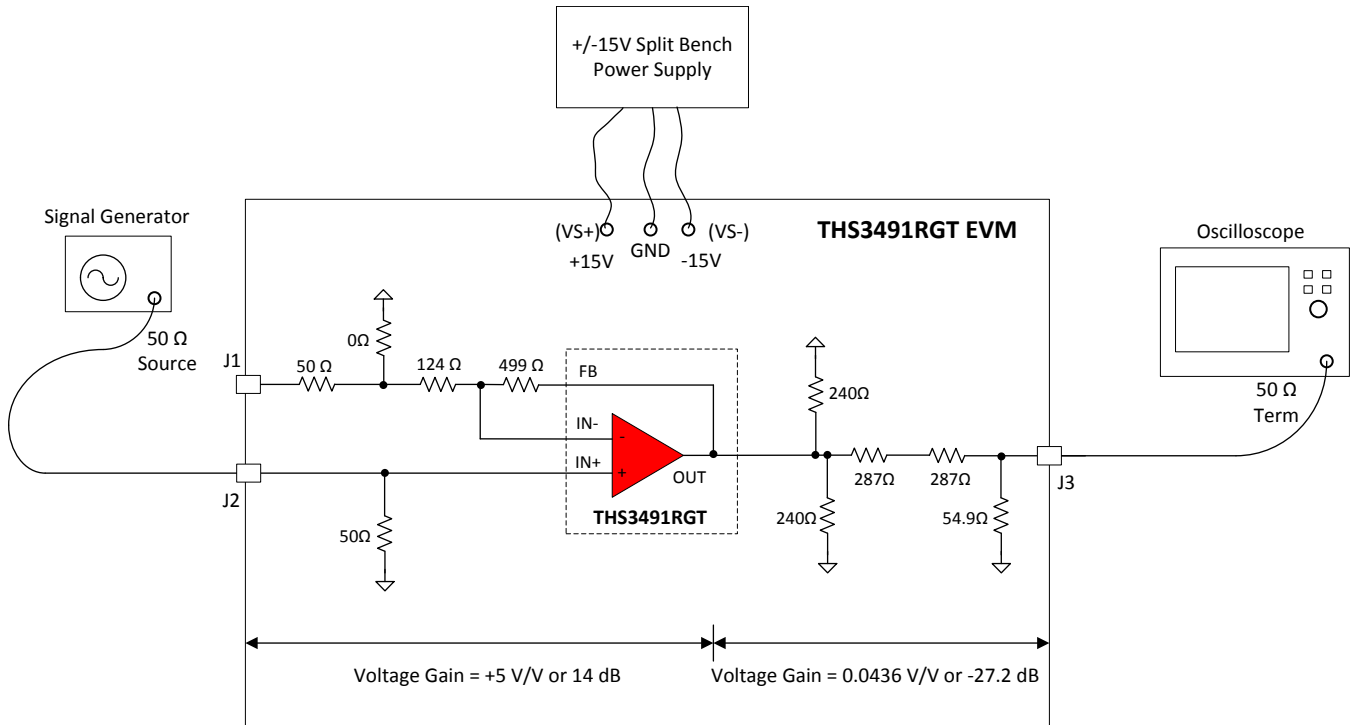 +/-15V Split Bench
Power Supply
Signal Generator
50 Ω
Source
(VS+)
GND
(VS-)
+15V
-15V
THS3491RGT EVM
Oscilloscope
50 Ω
Term
J1
50 Ω
0Ω
124 Ω
499 Ω
FB
IN-
-
IN+
+
OUT
THS3491RGT
J2
50Ω
240Ω
240Ω
287Ω
287Ω
54.9Ω
J3
Voltage Gain = +5 V/V or 14 dB
Voltage Gain = 0.0436 V/V or -27.2 dB